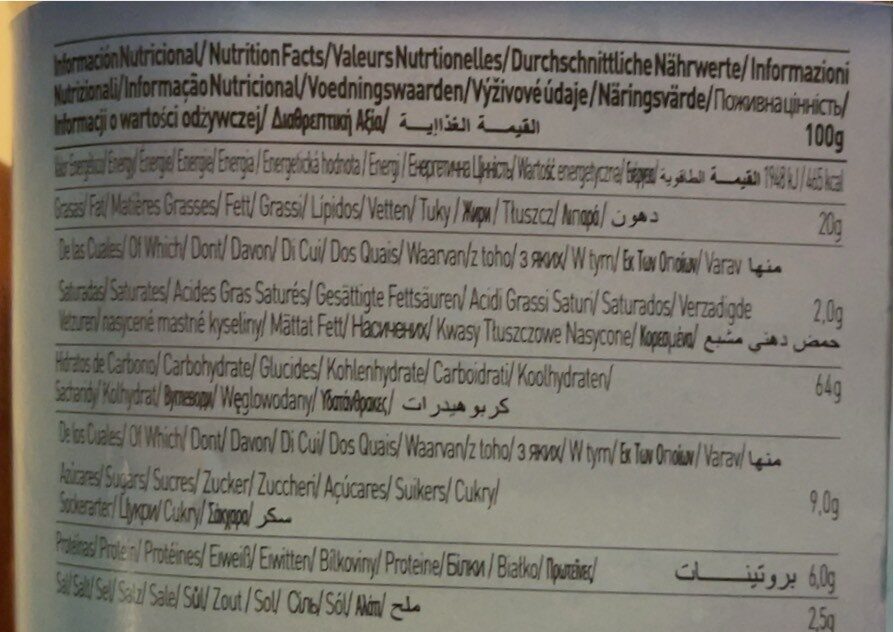 Información Nutricional/ Nutrition Facts/Valeurs Nutrtionelles/Durchschnittliche Nährwerte/ Informazioni
Nutrizionali/Informação Nutricional/Voedningswaarden/Výživové údaje/Näringsvärde/Поживна цінність/
Informacji o wartości odżywczej/ Διαθρεπτική Αξία/ القيمة الغذاایية
100g
Valor Energético/Energy/Énergie/Energie/Energia/ Energetická hodnota/ Energi/ Енергетична Цінність/ Wartość energetyczna/ القيمة الطاقوية 1948 kJ/ 465 kcal
Grasas/ Fat/ Matières Grasses/ Fett/ Grassi/ Lípidos/ Vetten/ Tuky/ Жири/ Tłuszcz/ Λιπαρά/ دهون 20g
De las Cuales/ Of Which/ Dont/ Davon/ Di Cui/ Dos Quais/ Waarvan/z toho/ з яких/ W tym/ Εκ Των Οποίων/ Varav منها
Saturadas/ Saturates/ Acides Gras Saturés/ Gesättigte Fettsäuren/ Acidi Grassi Saturi/ Saturados/ Verzadigde 2,0g
Vetzuren/ nasycené mastné kyseliny/ Mättat Fett/ Насичених/ Kwasy Tłuszczowe Nasycone/ Κορεσμένα/ حمض دهني مشبع
Hidratos de Carbono/ Carbohydrate/ Glucides/ Kohlenhydrate/ Carboidrati/ Koolhydraten/ 64g
Sacharidy/ Kolhydrat/ Вуглеводи/ Węglowodany/ Υδατάνθρακες/ كربوهيدرات
De los Cuales/ Of Which/ Dont/ Davon/ Di Cui/ Dos Quais/ Waarvan/z toho/ з яких/ W tym/ Εκ Των Οποίων/ Varav/ منها
Azúcares/ Sugars/ Sucres/ Zucker/ Zuccheri/ Açúcares/ Suikers/ Cukry/ 9,0g
Sockerarter/ Цукри/ Cukry/ Σάκχαρα/ سكر
Proteínas/ Protein/ Protéines/ Eiweiß/ Eiwitten/ Bílkoviny/ Proteine/ Білки/ Białko/ Πρωτεΐνες/ بروتينات 6,0g
Sal/ Salt/ Sel/ Salz/ Sale/ Sůl/ Zout/ Sol/ Сіль/ Sól/ Αλάτι/ ملح 2,5g